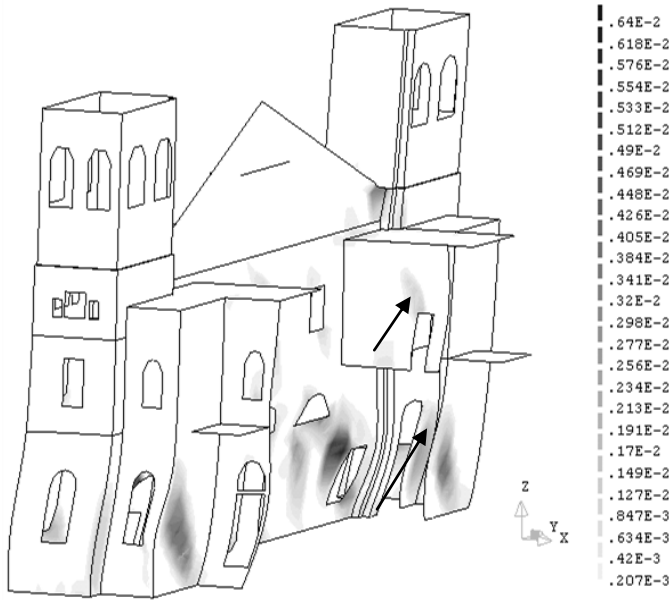 .64E-2
.618E-2
.576E-2
.554E-2
.533E-2
.512E-2
.49E-2
.469E-2
.448E-2
.426E-2
.405E-2
.384E-2
.341E-2
.32E-2
.298E-2
.277E-2
.256E-2
.234E-2
.213E-2
.191E-2
.17E-2
.149E-2
.127E-2
.847E-3
.634E-3
.42E-3
.207E-3
Z
Y
X